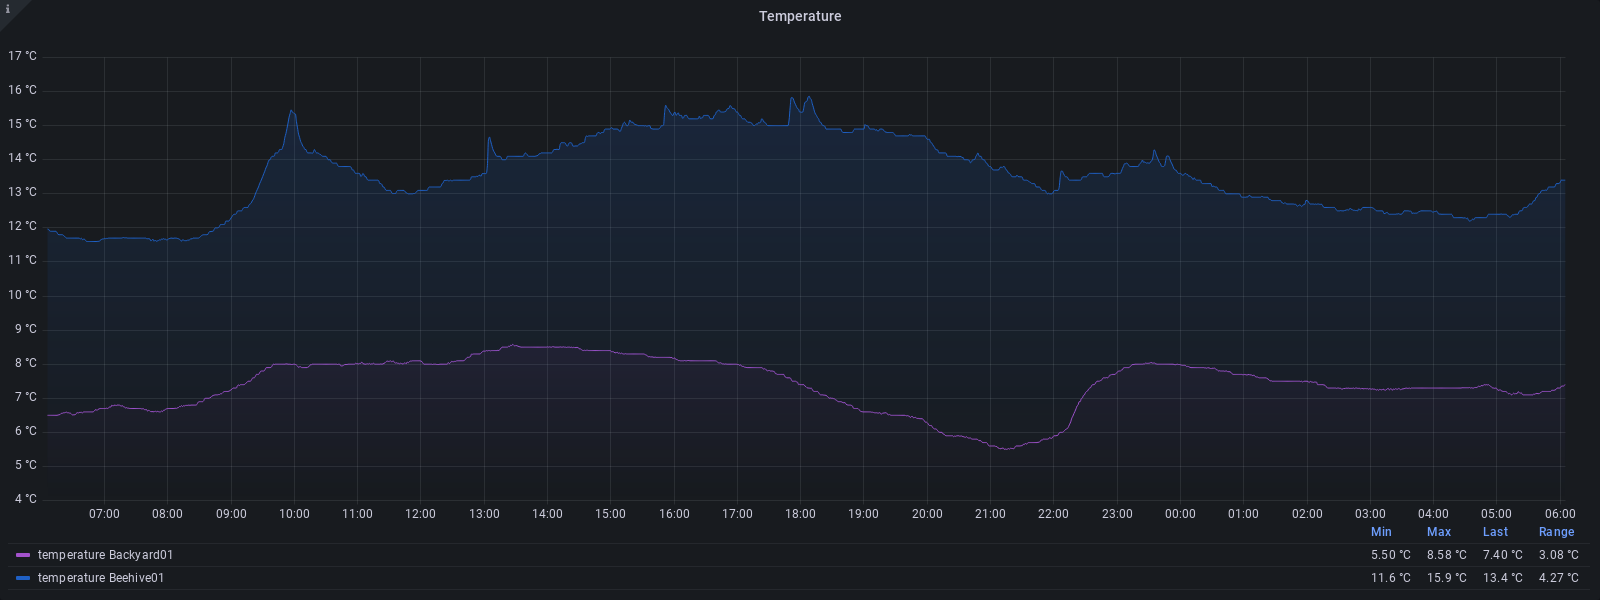 i
Temperature
17 °C
16 °C
15 °C
14 °C
13 °C
12 °C
11 °C
10 °C
9 °C
8 °C
7 °C
6 °C
5 °C
4 °C
07:00 08:00 09:00 10:00 11:00 12:00 13:00 14:00 15:00 16:00 17:00 18:00 19:00 20:00 21:00 22:00 23:00 00:00 01:00 02:00 03:00 04:00 05:00 06:00
Min Max Last Range
temperature Backyard01 5.50 °C 8.58 °C 7.40 °C 3.08 °C
temperature Beehive01 11.6 °C 15.9 °C 13.4 °C 4.27 °C